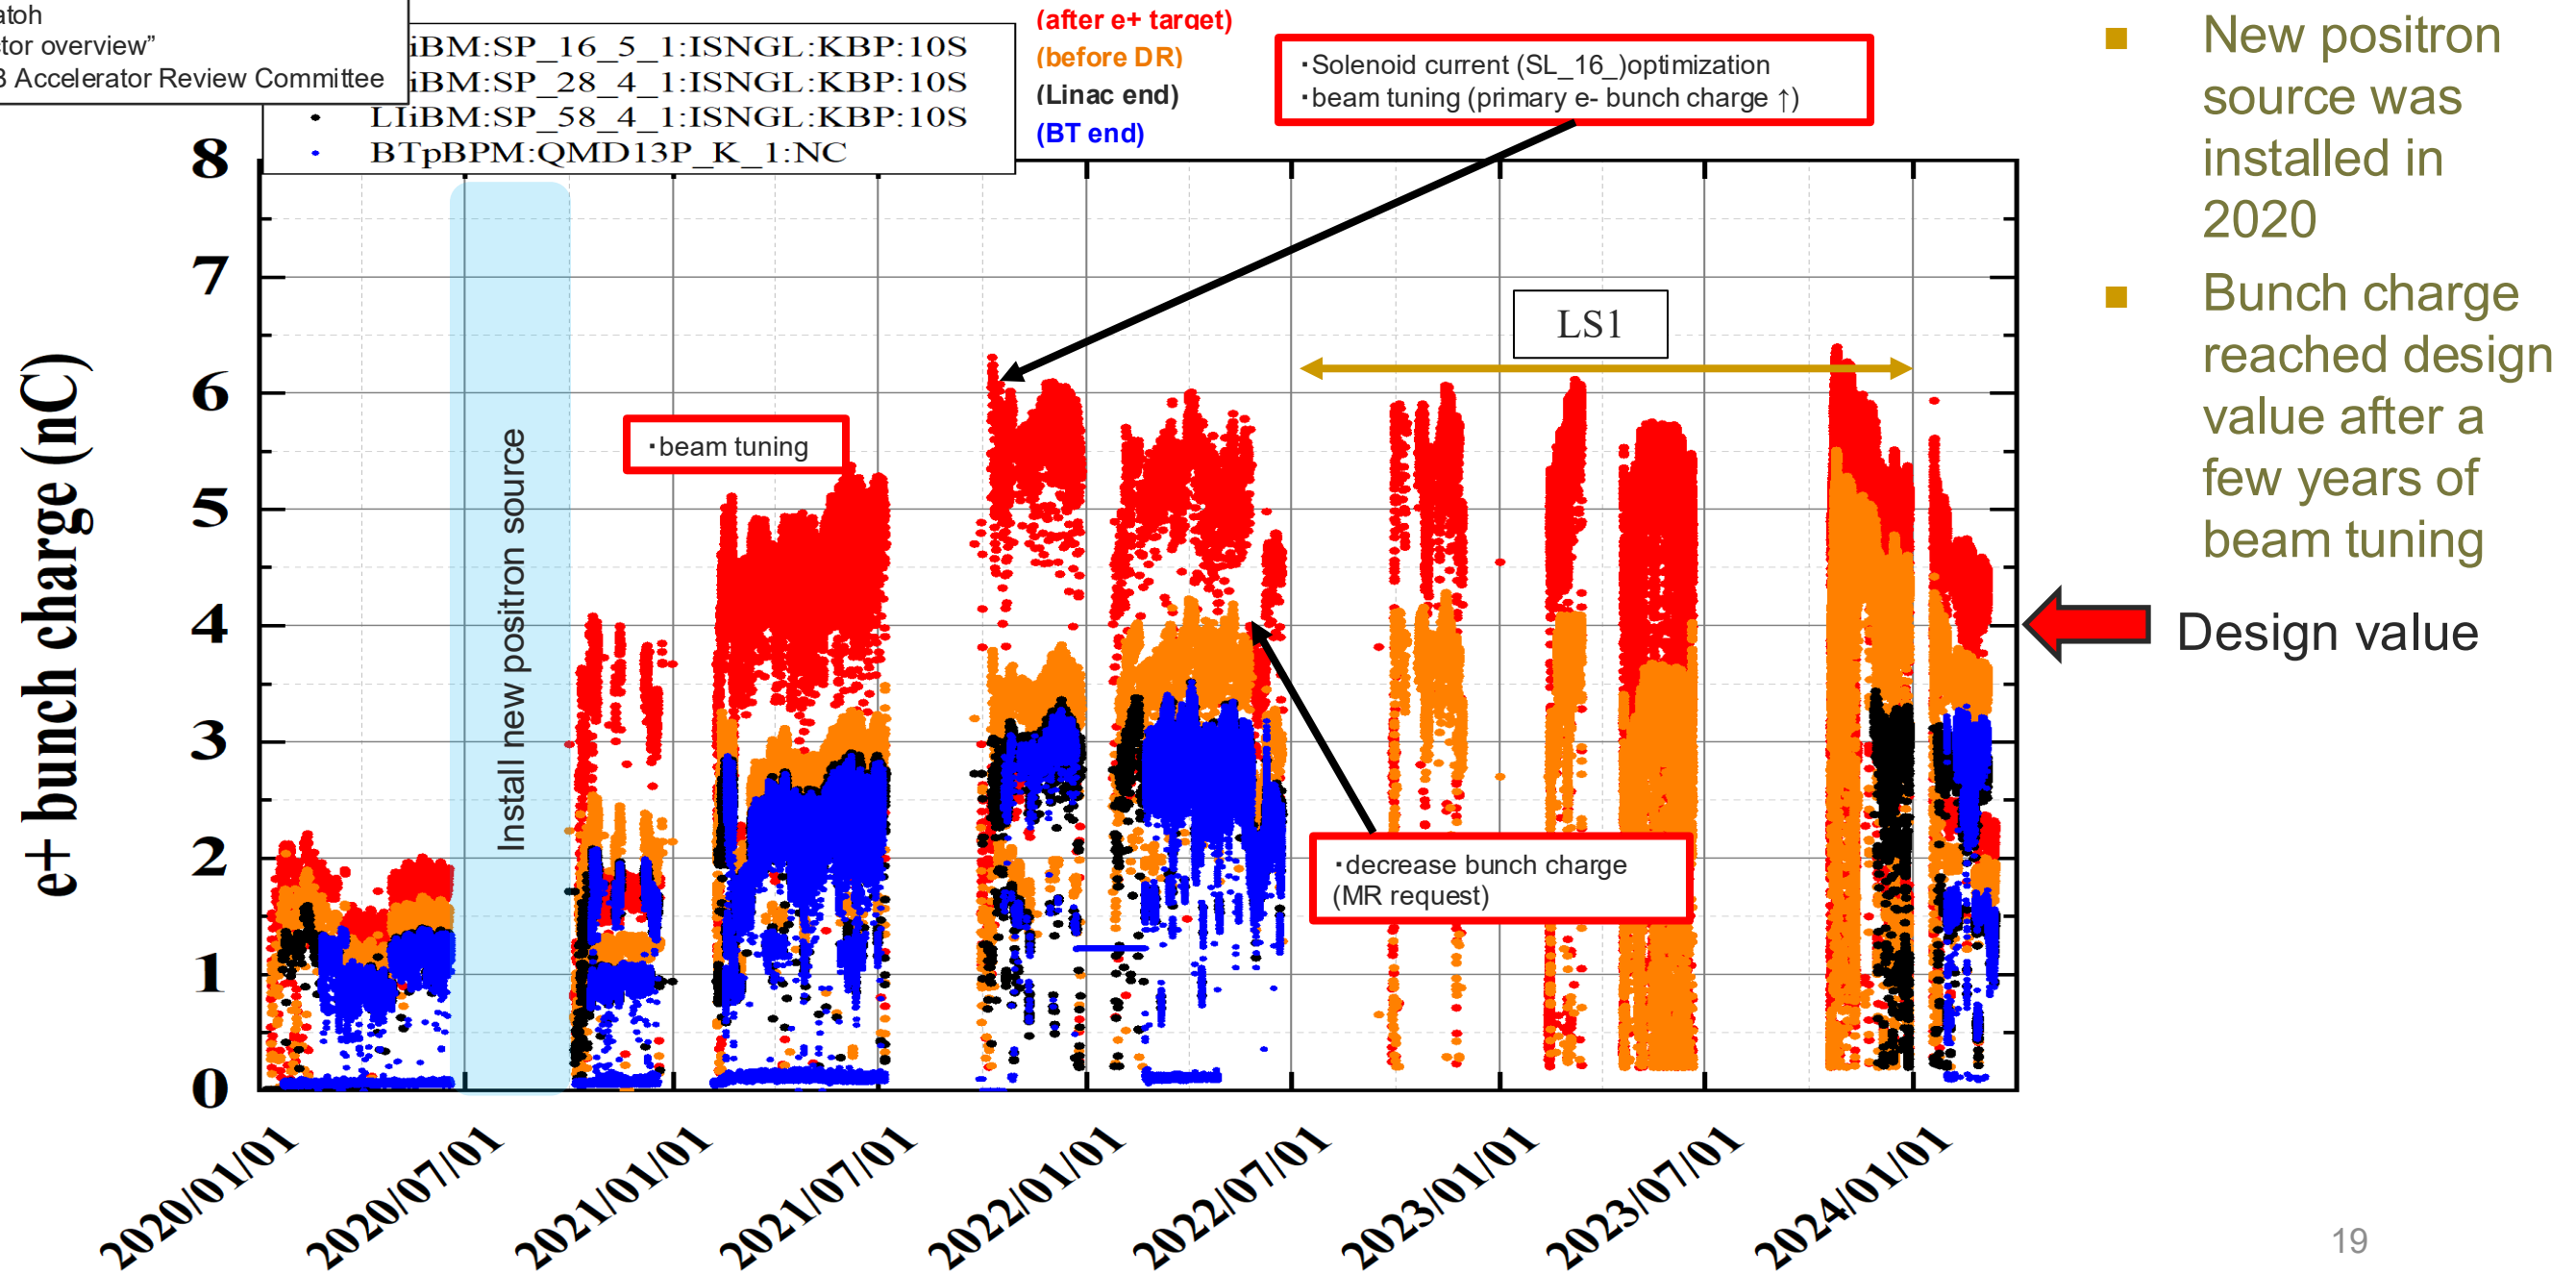 atoh
tor overview”
3 Accelerator Review Committee
iBM:SP_16_5_1:ISNGL:KBP:10S
iBM:SP_28_4_1:ISNGL:KBP:10S
LIiBM:SP_58_4_1:ISNGL:KBP:10S
BTpBPM:QMD13P_K_1:NC
(after e+ target)
(before DR)
(Linac end)
(BT end)
・Solenoid current (SL_16_)optimization
・beam tuning (primary e- bunch charge ↑)
LS1
・beam tuning
Install new positron source
・decrease bunch charge
(MR request)
e+ bunch charge (nC)
8
7
6
5
4
3
2
1
0
2020/01/01
2020/07/01
2021/01/01
2021/07/01
2022/01/01
2022/07/01
2023/01/01
2023/07/01
2024/01/01
■ New positron
source was
installed in
2020
■ Bunch charge
reached design
value after a
few years of
beam tuning
Design value
19